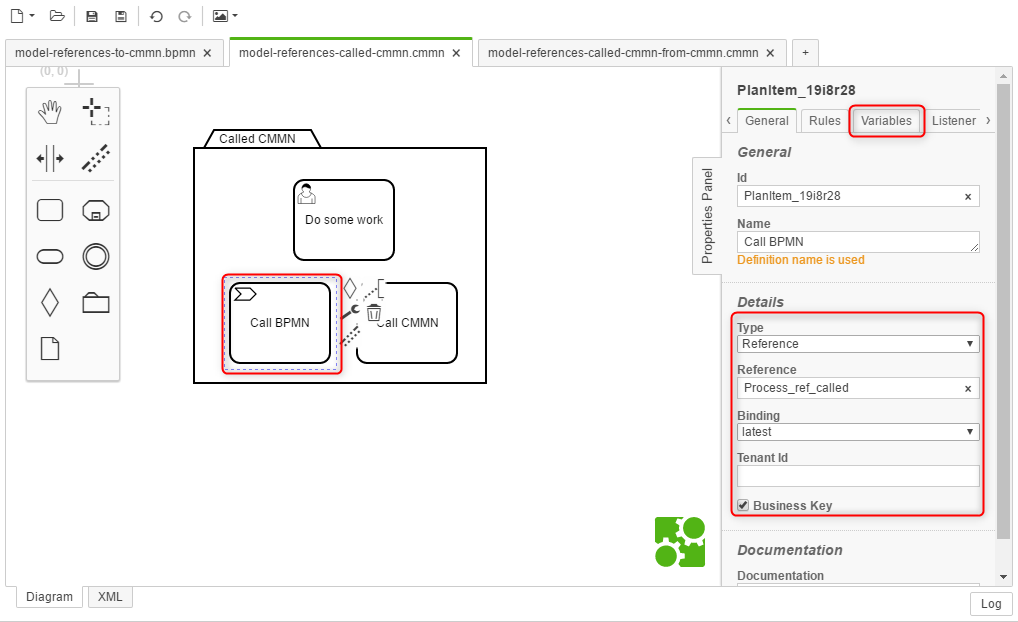 model-references-to-cmmn.bpmn ×
model-references-called-cmmn.cmmn ×
model-references-called-cmmn-from-cmmn.cmmn ×
+
(0, 0)
Called CMMN
Do some work
Call BPMN
Call CMMN
Properties Panel
PlanItem_19i8r28
General
Rules
Variables
Listener
General
Id
PlanItem_19i8r28 ×
Name
Call BPMN
Definition name is used
Details
Type
Reference
Reference
Process_ref_called ×
Binding
latest
Tenant Id
Business Key
Documentation
Documentation
Diagram
XML
Log